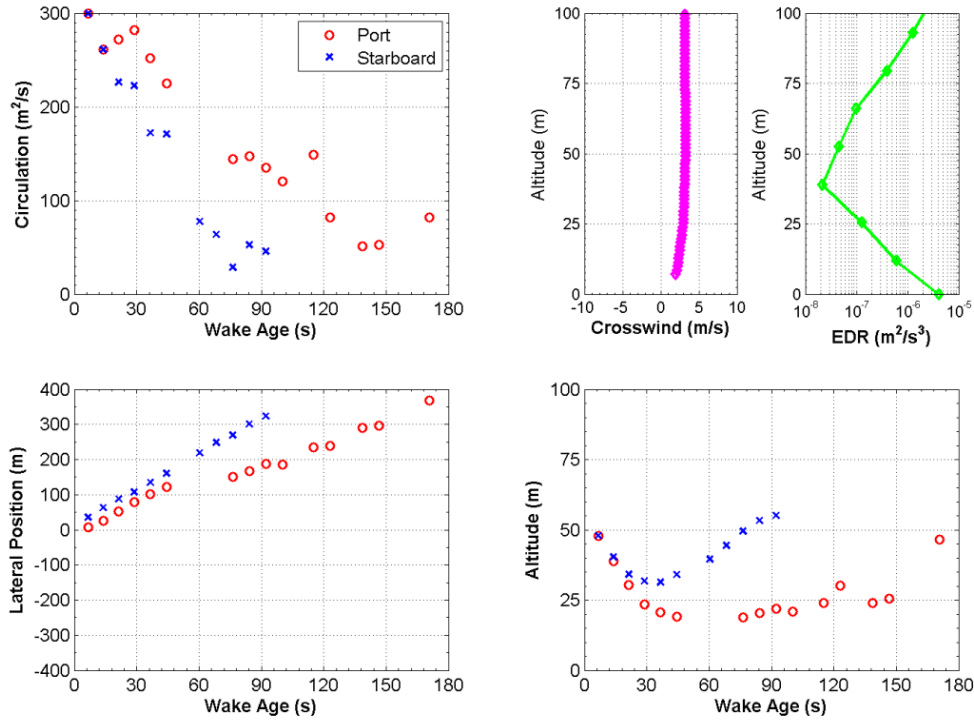 300
200
100
0
Circulation (m²/s)
0 30 60 90 120 150 180
Wake Age (s)
Port
Starboard
100
75
50
25
0
Altitude (m)
-10 -5 0 5 10
Crosswind (m/s)
100
75
50
25
0
Altitude (m)
10⁻⁸ 10⁻⁷ 10⁻⁶ 10⁻⁵
EDR (m²/s³)
400
300
200
100
0
-100
-200
-300
-400
Lateral Position (m)
0 30 60 90 120 150 180
Wake Age (s)
100
75
50
25
0
Altitude (m)
0 30 60 90 120 150 180
Wake Age (s)